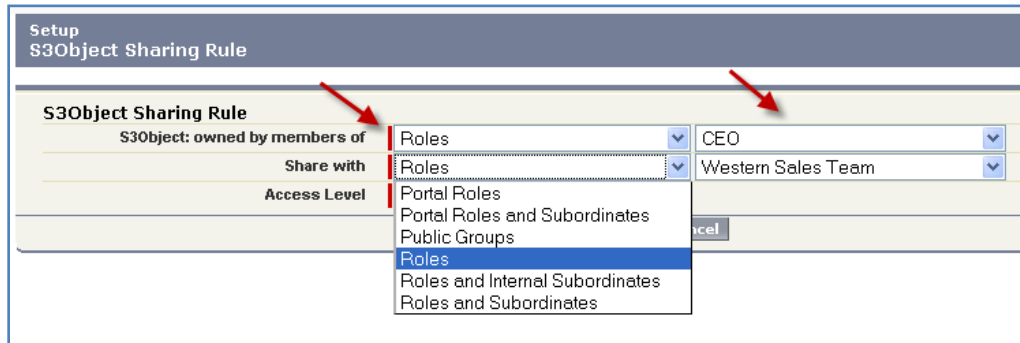 Setup
S3Object Sharing Rule
S3Object Sharing Rule
S3Object: owned by members of Roles CEO
Share with Roles Western Sales Team
Access Level
Portal Roles
Portal Roles and Subordinates
Public Groups
Roles
Roles and Internal Subordinates
Roles and Subordinates